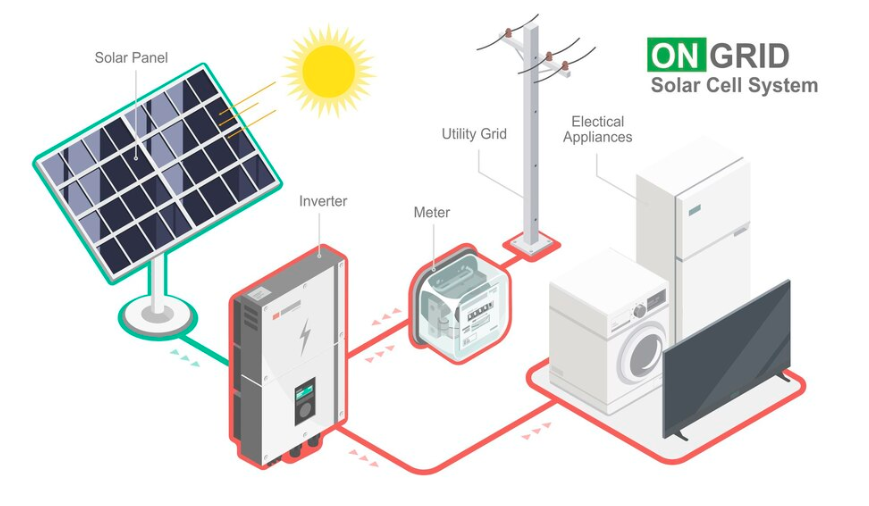 ON GRID
Solar Cell System
Solar Panel
Utility Grid
Electical
Appliances
Inverter
Meter